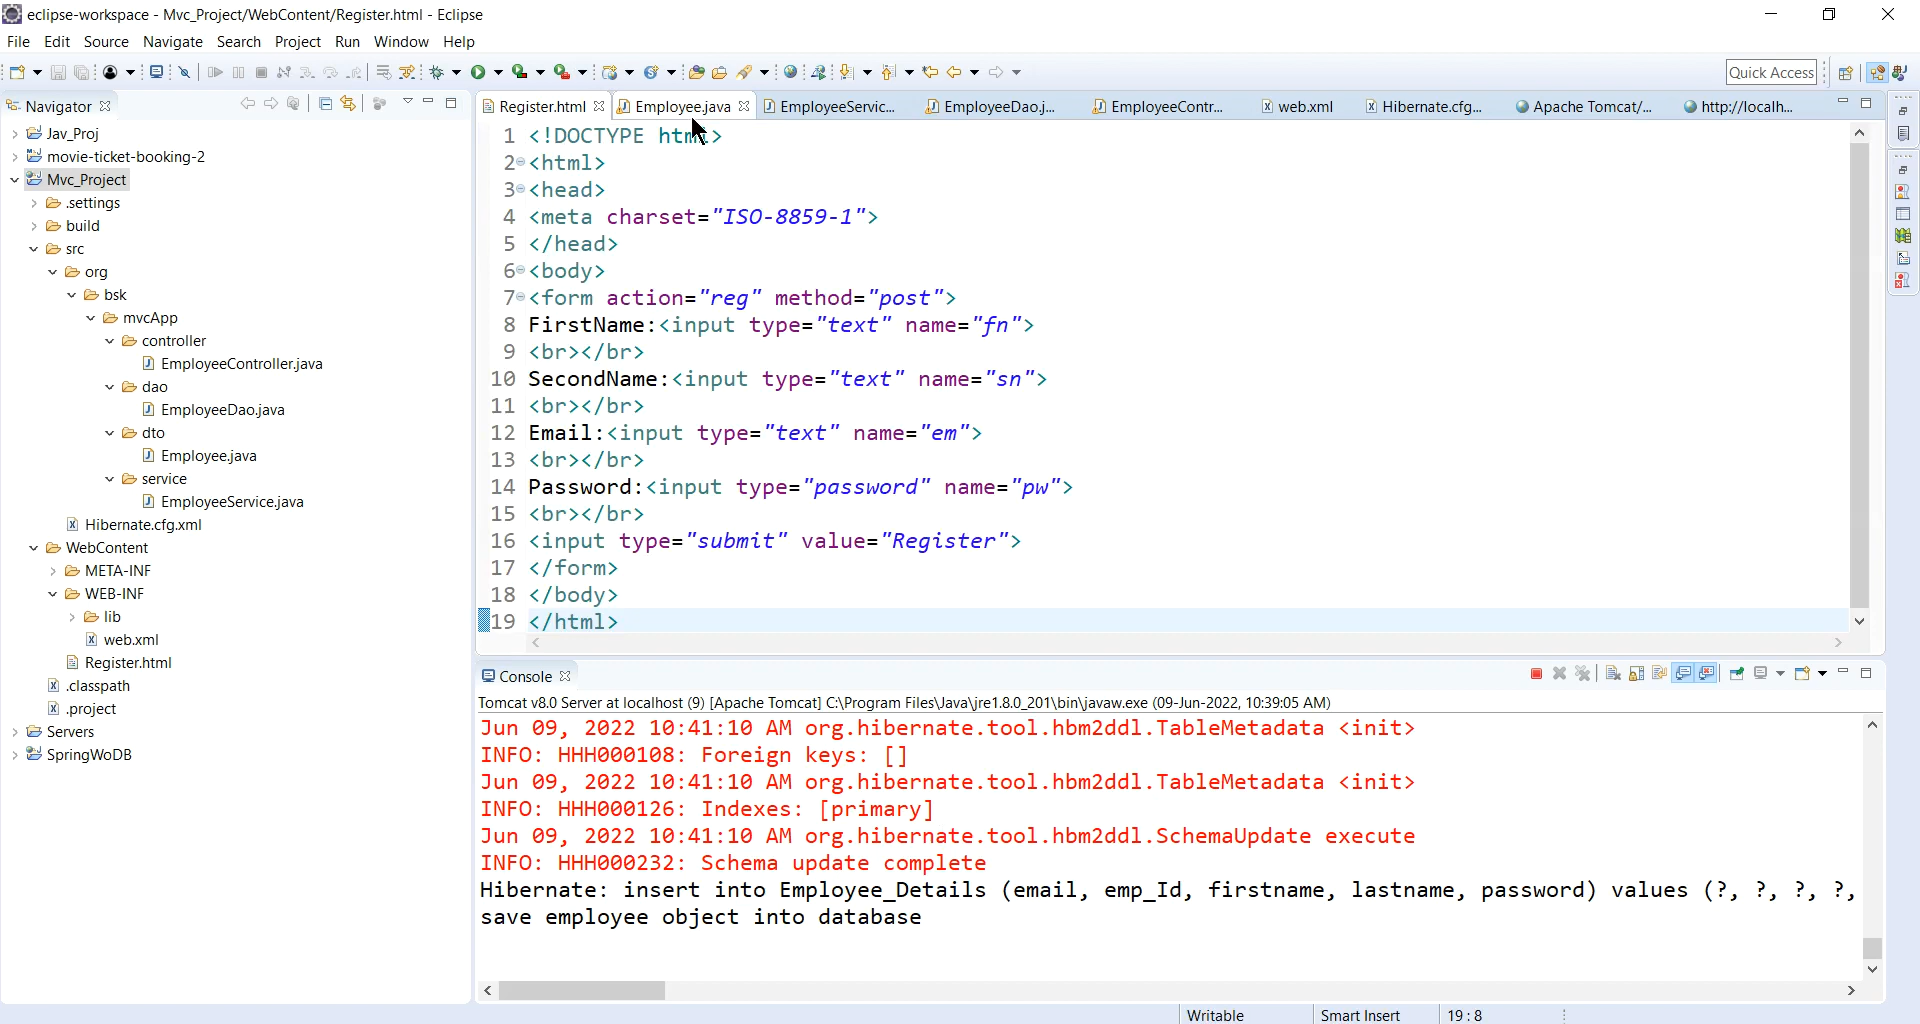 eclipse-workspace - Mvc_Project/WebContent/Register.html - Eclipse
File Edit Source Navigate Search Project Run Window Help
Quick Access
Navigator
Jav_Proj
movie-ticket-booking-2
Mvc_Project
.settings
build
src
org
bsk
mvcApp
controller
EmployeeController.java
dao
EmployeeDao.java
dto
Employee.java
service
EmployeeService.java
Hibernate.cfg.xml
WebContent
META-INF
WEB-INF
lib
web.xml
Register.html
.classpath
.project
Servers
SpringWoDB
Register.html Employee.java EmployeeServic... EmployeeDao.j... EmployeeContr... web.xml Hibernate.cfg... Apache Tomcat/... http://localh...
1 <!DOCTYPE html>
2 <html>
3 <head>
4 <meta charset="ISO-8859-1">
5 </head>
6 <body>
7 <form action="reg" method="post">
8 FirstName:<input type="text" name="fn">
9 <br></br>
10 SecondName:<input type="text" name="sn">
11 <br></br>
12 Email:<input type="text" name="em">
13 <br></br>
14 Password:<input type="password" name="pw">
15 <br></br>
16 <input type="submit" value="Register">
17 </form>
18 </body>
19 </html>
Console
Tomcat v8.0 Server at localhost (9) [Apache Tomcat] C:\Program Files\Java\jre1.8.0_201\bin\javaw.exe (09-Jun-2022, 10:39:05 AM)
Jun 09, 2022 10:41:10 AM org.hibernate.tool.hbm2ddl.TableMetadata <init>
INFO: HHH000108: Foreign keys: []
Jun 09, 2022 10:41:10 AM org.hibernate.tool.hbm2ddl.TableMetadata <init>
INFO: HHH000126: Indexes: [primary]
Jun 09, 2022 10:41:10 AM org.hibernate.tool.hbm2ddl.SchemaUpdate execute
INFO: HHH000232: Schema update complete
Hibernate: insert into Employee_Details (email, emp_Id, firstname, lastname, password) values (?, ?, ?, ?,
save employee object into database
Writable Smart Insert 19 : 8